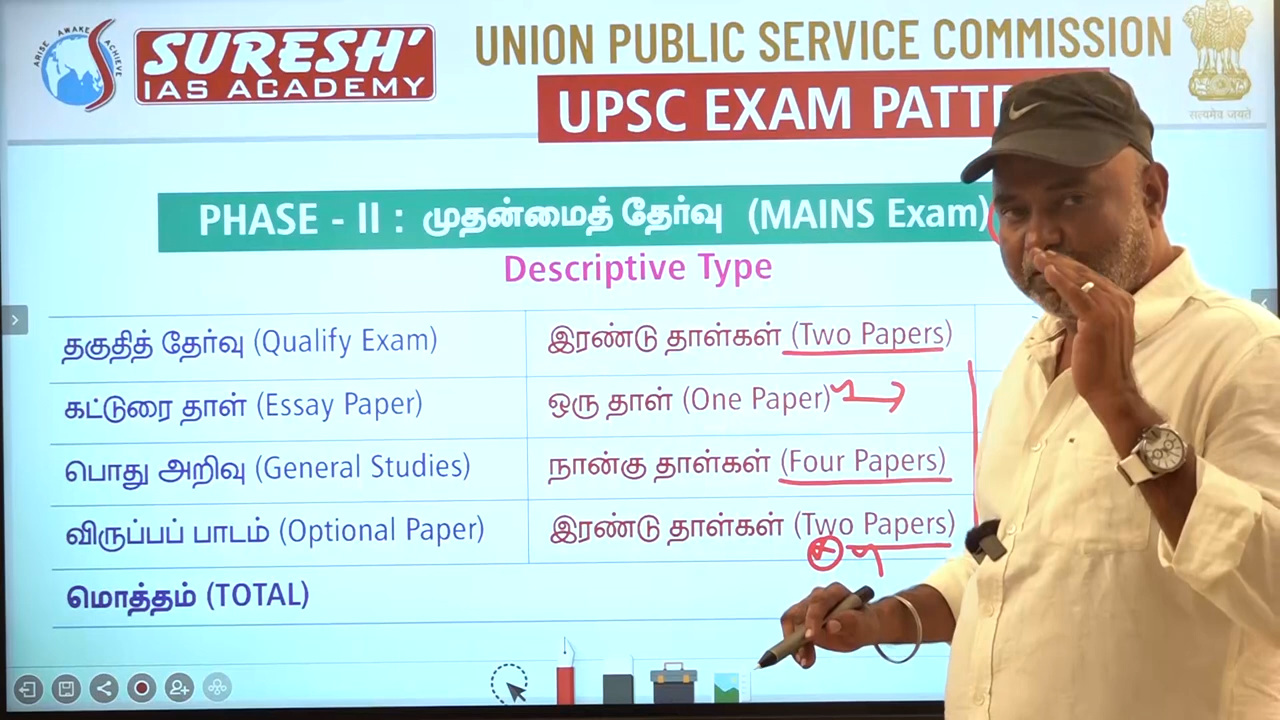 ARISE AWAKE ACHIEVE
SURESH'
IAS ACADEMY
UNION PUBLIC SERVICE COMMISSION
UPSC EXAM PATTE
सत्यमेव जयते
PHASE - II : முதன்மைத் தேர்வு (MAINS Exam)
Descriptive Type
தகுதித் தேர்வு (Qualify Exam) இரண்டு தாள்கள் (Two Papers)
கட்டுரை தாள் (Essay Paper) ஒரு தாள் (One Paper)
பொது அறிவு (General Studies) நான்கு தாள்கள் (Four Papers)
விருப்பப் பாடம் (Optional Paper) இரண்டு தாள்கள் (Two Papers)
மொத்தம் (TOTAL)